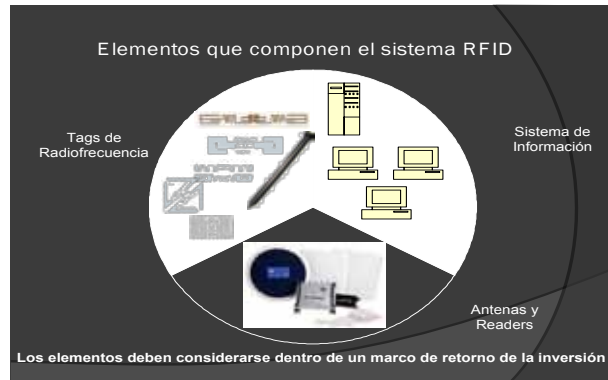 Elementos que componen el sistema RFID
Tags de
Radiofrecuencia
Sistema de
Información
Antenas y
Readers
Los elementos deben considerarse dentro de un marco de retorno de la inversión